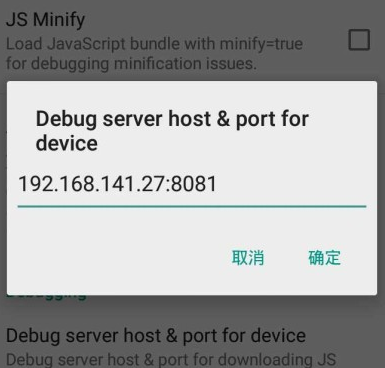 JS Minify
Load JavaScript bundle with minify=true
for debugging minification issues.
Debug server host & port for
device
192.168.141.27:8081
取消
确定
Debugging
Debug server host & port for device
Debug server host & port for downloading JS